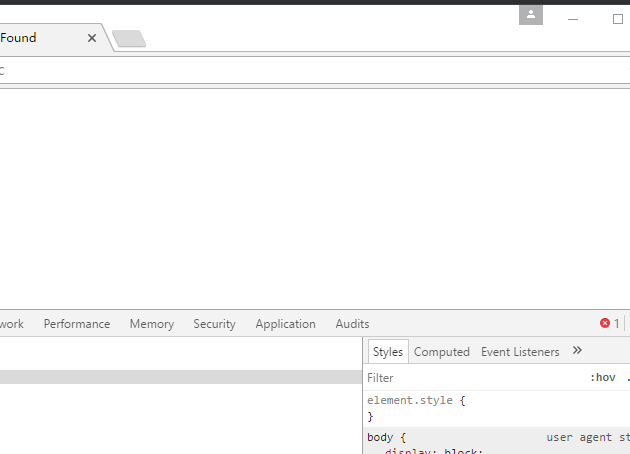 Found
C
work Performance Memory Security Application Audits 1
Styles Computed Event Listeners
Filter :hov .
element.style {
}
body { user agent st
display: block;